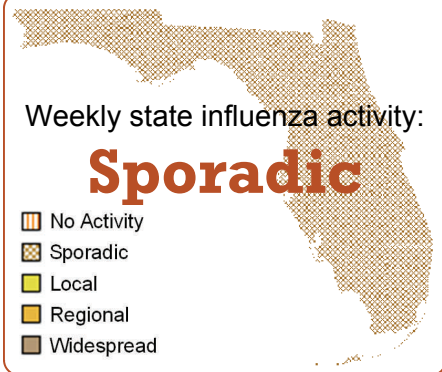 Weekly state influenza activity:
Sporadic
No Activity
Sporadic
Local
Regional
Widespread